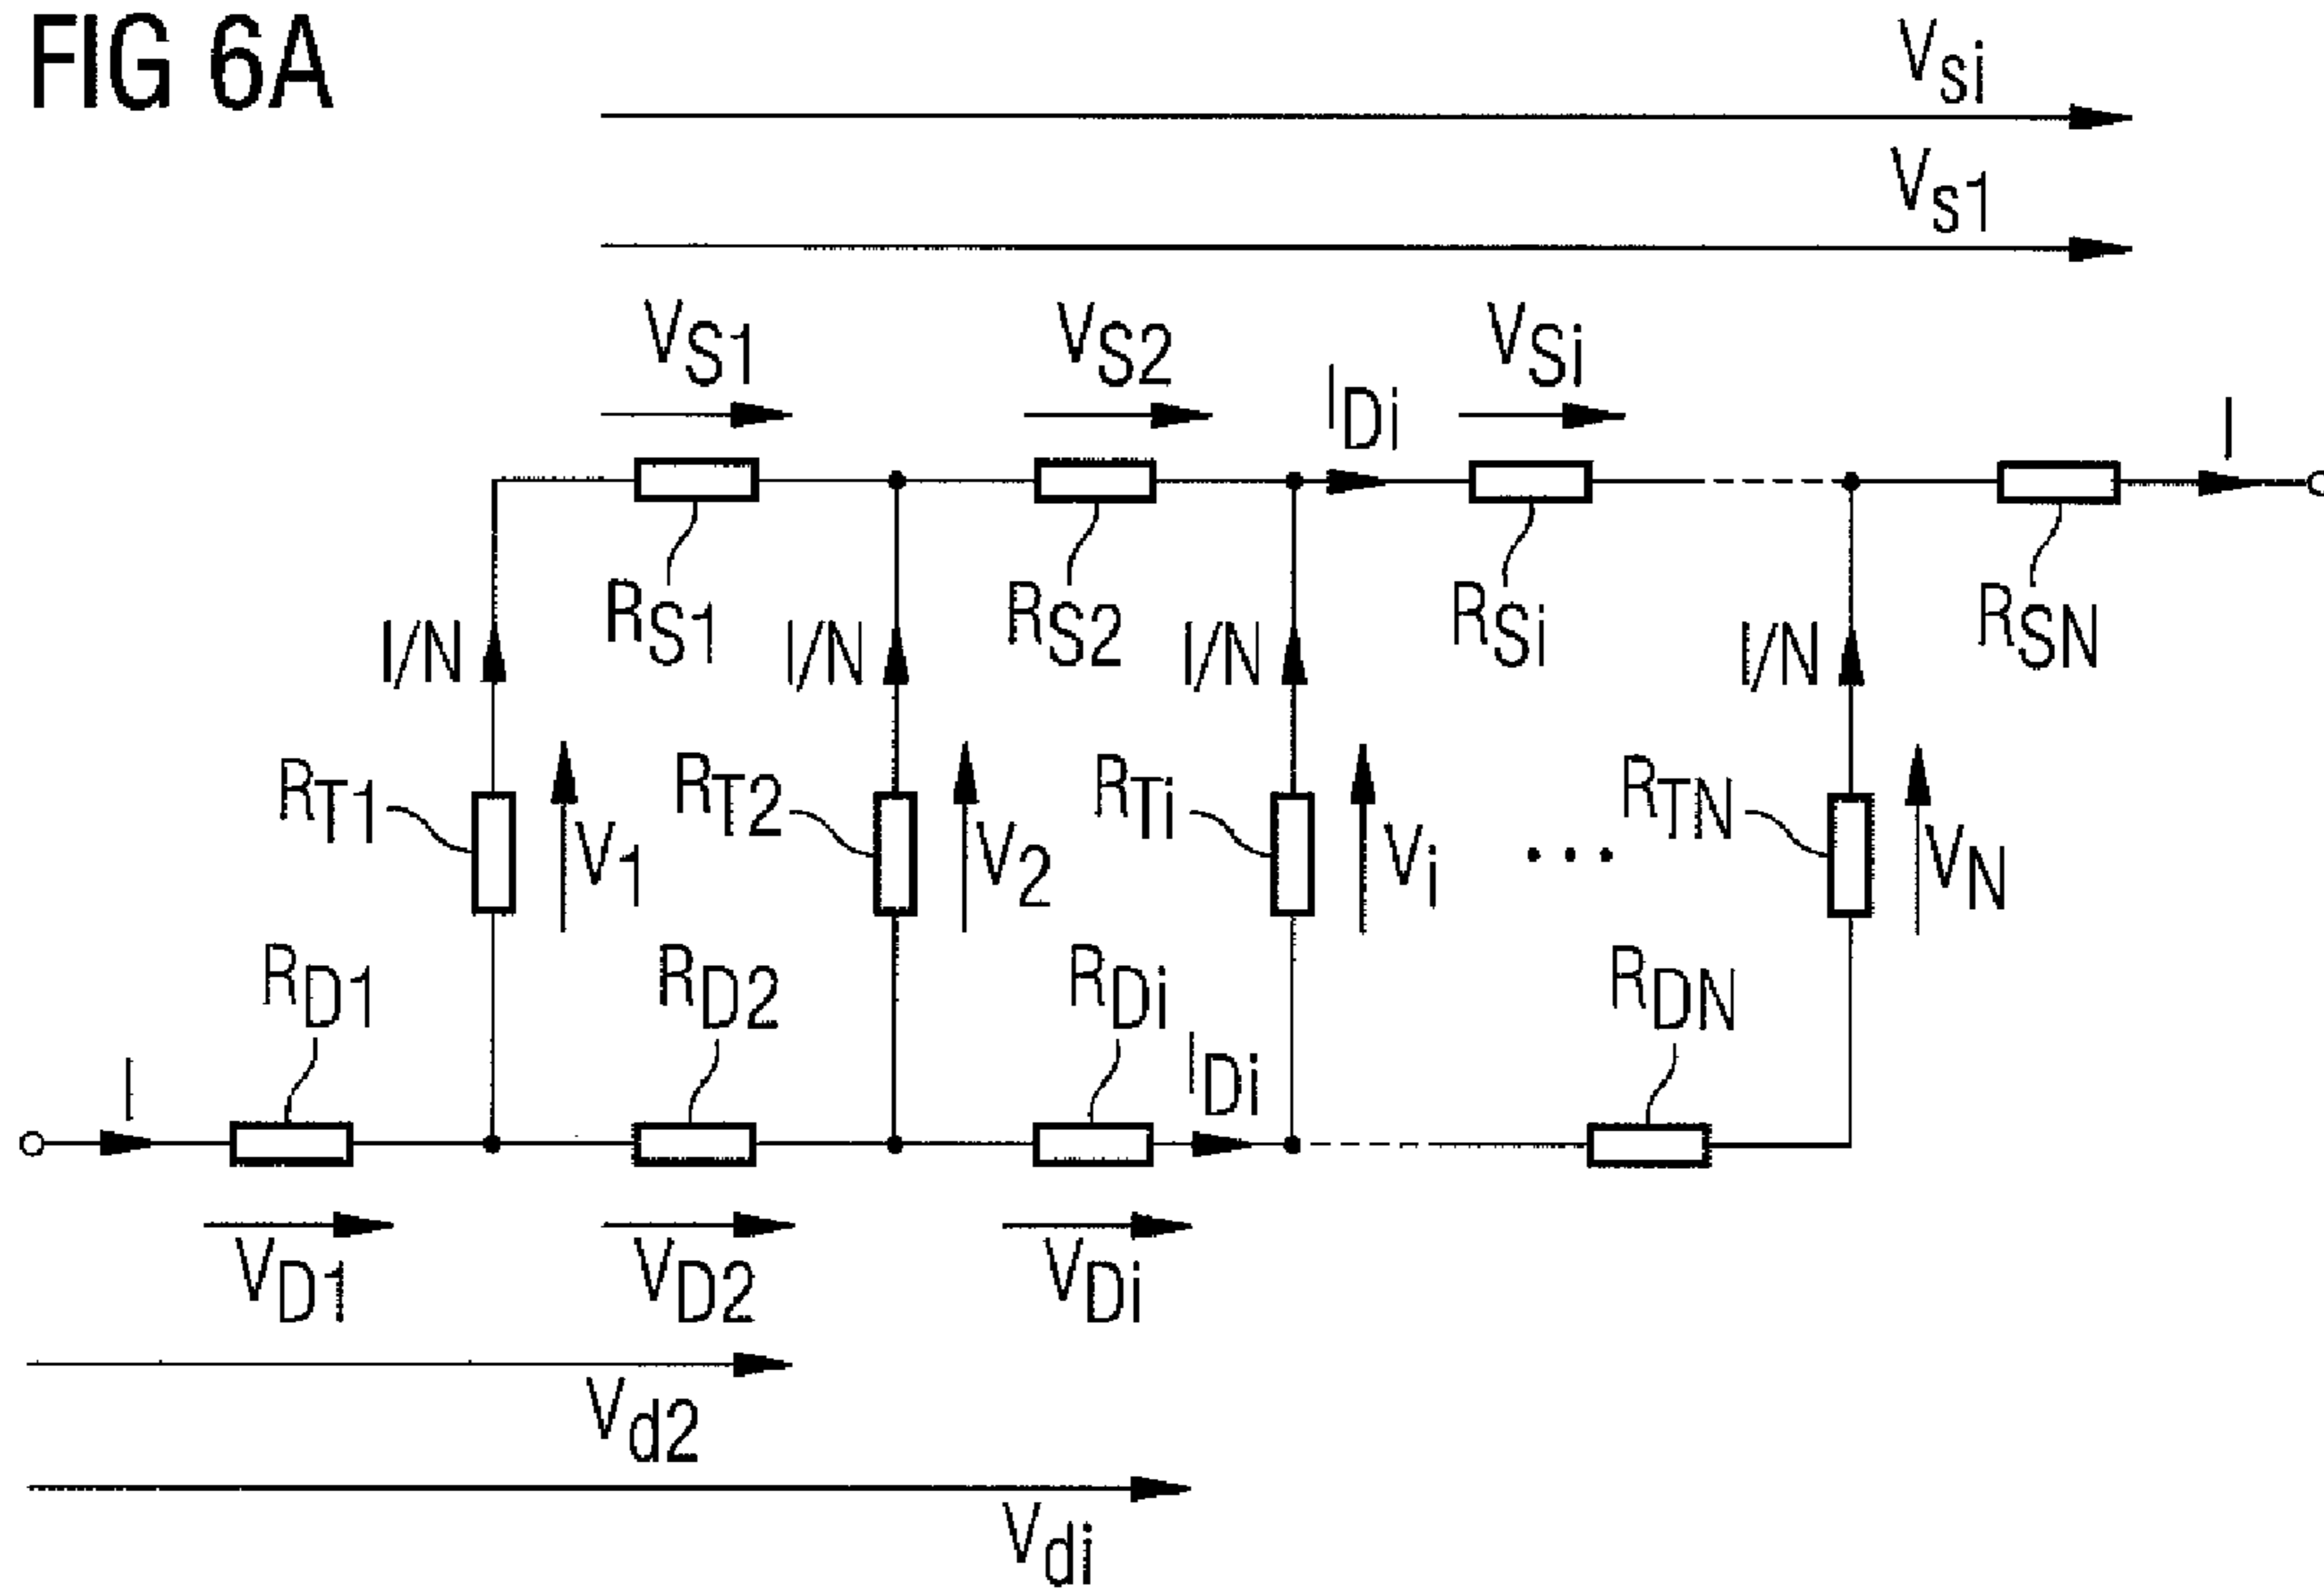 FIG 6A
Vsi
Vs1
VS1 VS2 VSi
IDi I
RS1 RS2 RSi RSN
I/N I/N I/N I/N
RT1 RT2 RTi RTN
V1 V2 Vi ... VN
RD1 RD2 RDi RDN
I IDi
VD1 VD2 VDi
Vd2
Vdi